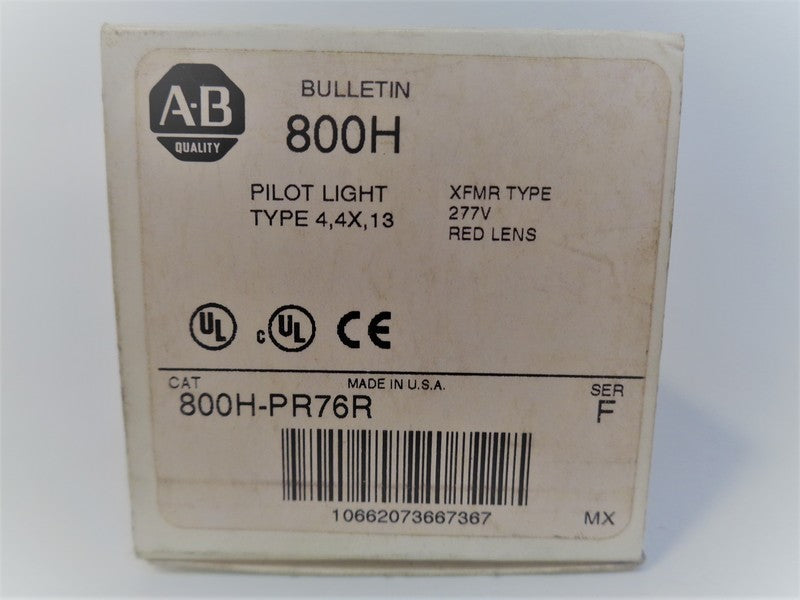 A-B
QUALITY
BULLETIN
800H
PILOT LIGHT
TYPE 4,4X,13
XFMR TYPE
277V
RED LENS
UL
c UL CE
CAT
MADE IN U.S.A.
SER
800H-PR76R
F
10662073667367
MX